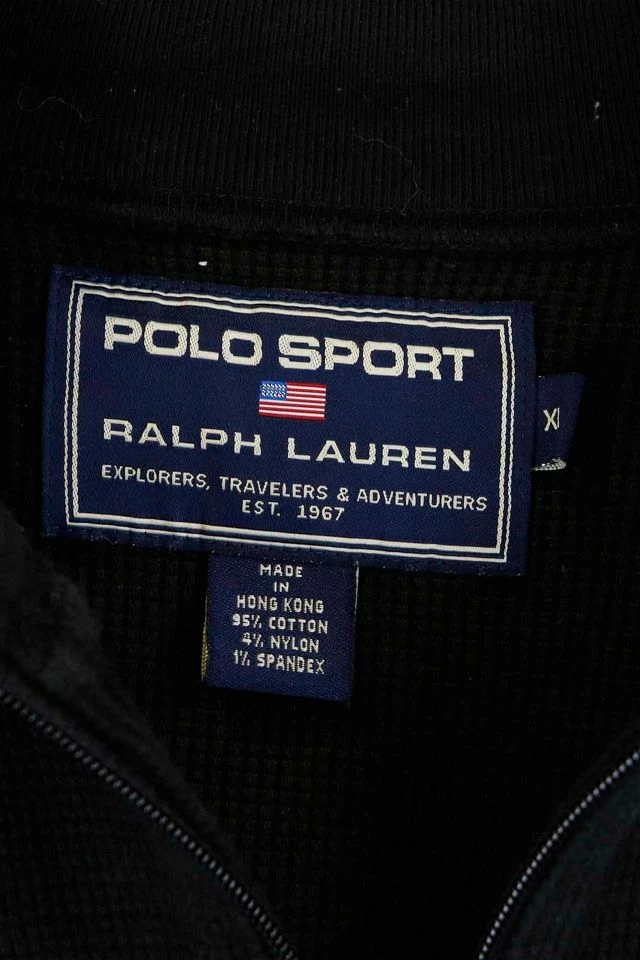 POLO SPORT
RALPH LAUREN
EXPLORERS, TRAVELERS & ADVENTURERS
EST. 1967
MADE
IN
HONG KONG
95% COTTON
4% NYLON
1% SPANDEX